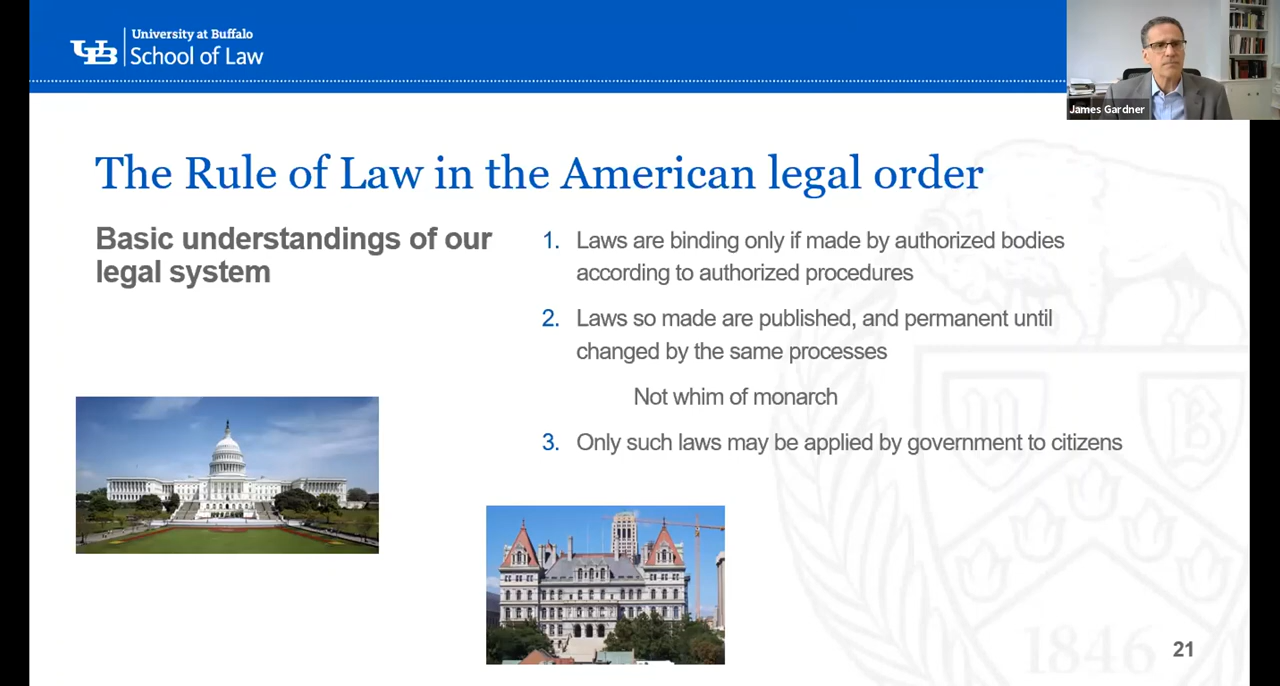 UB
University at Buffalo
School of Law
James Gardner
The Rule of Law in the American legal order
Basic understandings of our
legal system
1. Laws are binding only if made by authorized bodies
according to authorized procedures
2. Laws so made are published, and permanent until
changed by the same processes
Not whim of monarch
3. Only such laws may be applied by government to citizens
U
B
1846
21